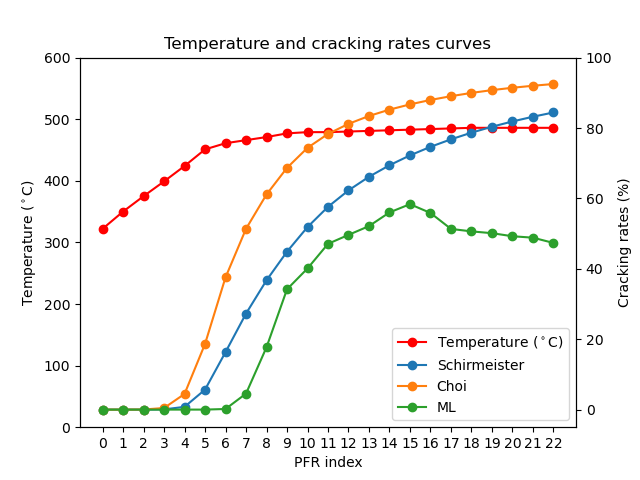 Temperature and cracking rates curves
600
500
400
300
200
100
0
Temperature (°C)
100
80
60
40
20
0
Cracking rates (%)
Temperature (°C)
Schirmeister
Choi
ML
0 1 2 3 4 5 6 7 8 9 10 11 12 13 14 15 16 17 18 19 20 21 22
PFR index